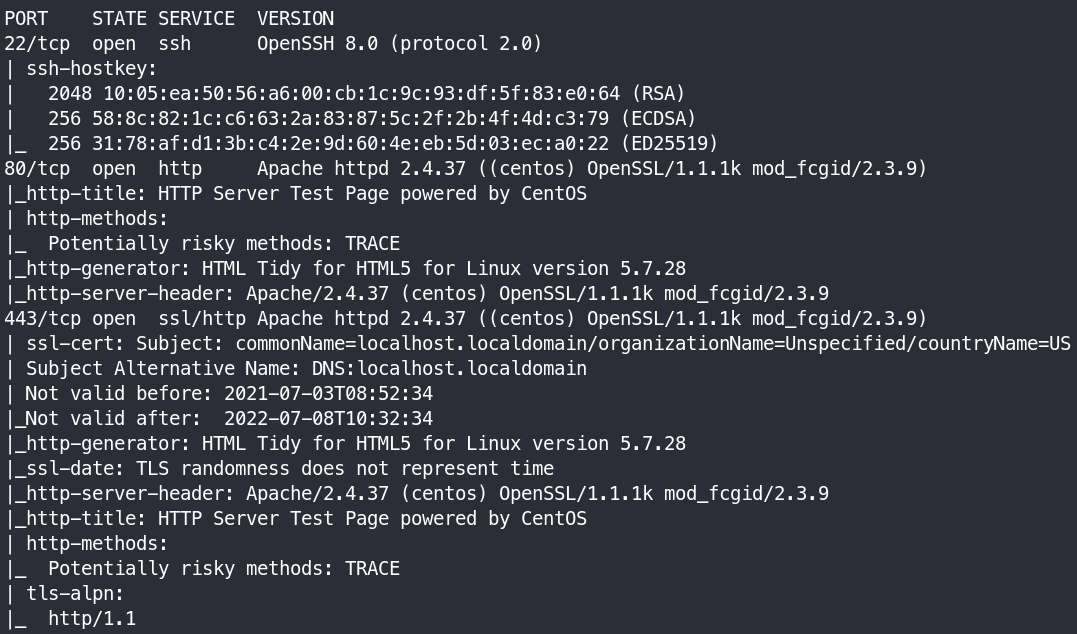 PORT    STATE SERVICE  VERSION
22/tcp  open  ssh      OpenSSH 8.0 (protocol 2.0)
| ssh-hostkey:
|   2048 10:05:ea:50:56:a6:00:cb:1c:9c:93:df:5f:83:e0:64 (RSA)
|   256 58:8c:82:1c:c6:63:2a:83:87:5c:2f:2b:4f:4d:c3:79 (ECDSA)
|_  256 31:78:af:d1:3b:c4:2e:9d:60:4e:eb:5d:03:ec:a0:22 (ED25519)
80/tcp  open  http     Apache httpd 2.4.37 ((centos) OpenSSL/1.1.1k mod_fcgid/2.3.9)
|_http-title: HTTP Server Test Page powered by CentOS
| http-methods:
|_  Potentially risky methods: TRACE
|_http-generator: HTML Tidy for HTML5 for Linux version 5.7.28
|_http-server-header: Apache/2.4.37 (centos) OpenSSL/1.1.1k mod_fcgid/2.3.9
443/tcp open  ssl/http Apache httpd 2.4.37 ((centos) OpenSSL/1.1.1k mod_fcgid/2.3.9)
| ssl-cert: Subject: commonName=localhost.localdomain/organizationName=Unspecified/countryName=US
| Subject Alternative Name: DNS:localhost.localdomain
| Not valid before: 2021-07-03T08:52:34
|_Not valid after:  2022-07-08T10:32:34
|_http-generator: HTML Tidy for HTML5 for Linux version 5.7.28
|_ssl-date: TLS randomness does not represent time
|_http-server-header: Apache/2.4.37 (centos) OpenSSL/1.1.1k mod_fcgid/2.3.9
|_http-title: HTTP Server Test Page powered by CentOS
| http-methods:
|_  Potentially risky methods: TRACE
| tls-alpn:
|_  http/1.1